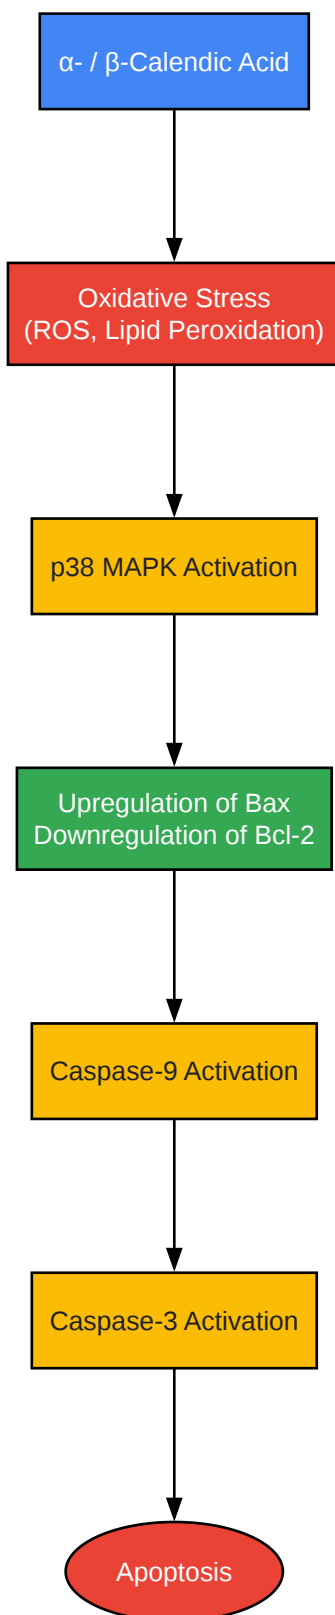 α- / β-Calendic Acid
Oxidative Stress
(ROS, Lipid Peroxidation)
p38 MAPK Activation
Upregulation of Bax
Downregulation of Bcl-2
Caspase-9 Activation
Caspase-3 Activation
Apoptosis